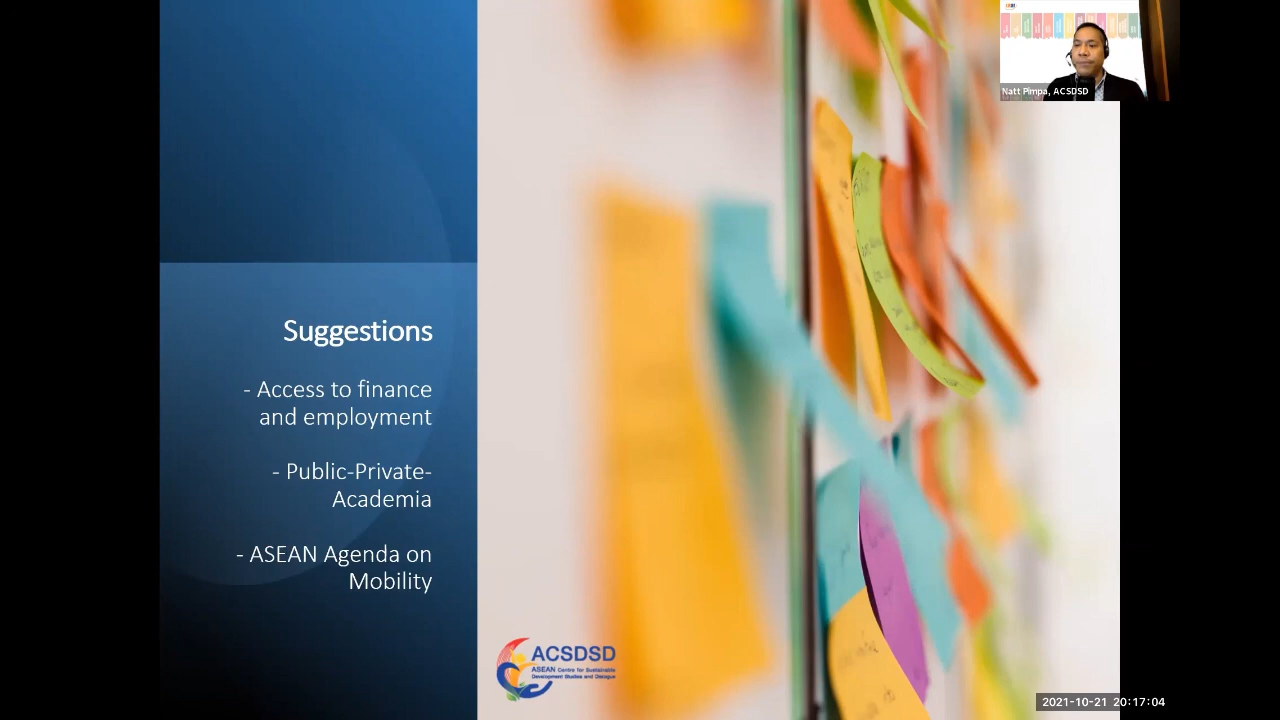 Natt Pimpa, ACSDSD
Suggestions
- Access to finance
and employment
- Public-Private-
Academia
- ASEAN Agenda on
Mobility
ACSDSD
ASEAN Centre for Sustainable
Development Studies and Dialogue
2021-10-21 20:17:04